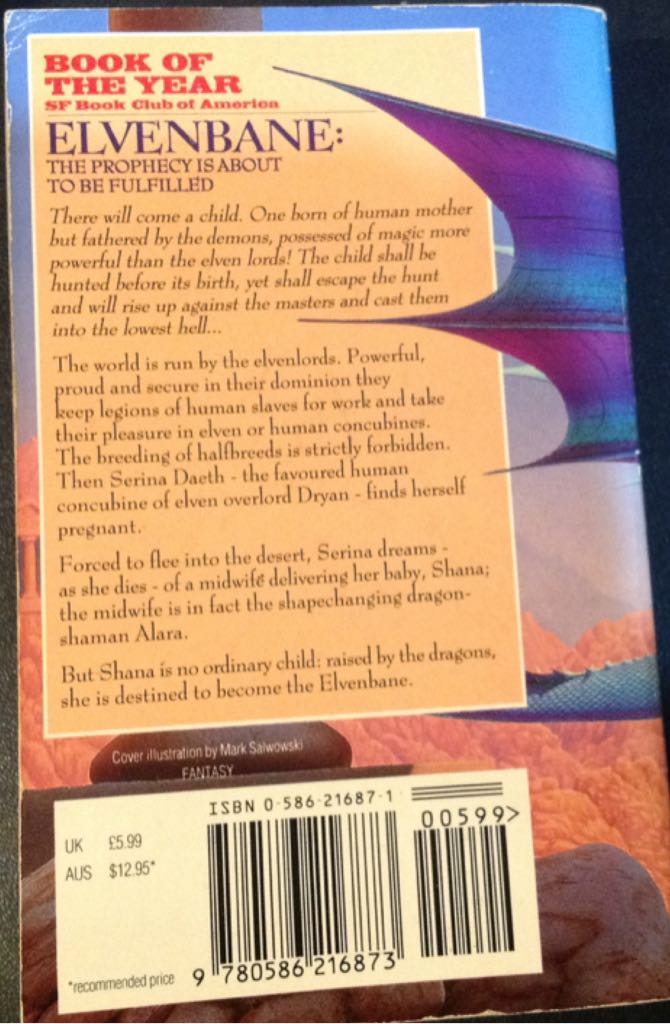 BOOK OF
THE YEAR
SF Book Club of America
ELVENBANE:
THE PROPHECY IS ABOUT
TO BE FULFILLED
There will come a child. One born of human mother
but fathered by the demons, possessed of magic more
powerful than the elven lords! The child shall be
hunted before its birth, yet shall escape the hunt
and will rise up against the masters and cast them
into the lowest hell...
The world is run by the elvenlords. Powerful,
proud and secure in their dominion they
keep legions of human slaves for work and take
their pleasure in elven or human concubines.
The breeding of halfbreeds is strictly forbidden.
Then Serina Daeth - the favoured human
concubine of elven overlord Dryan - finds herself
pregnant.
Forced to flee into the desert, Serina dreams -
as she dies - of a midwife delivering her baby, Shana;
the midwife is in fact the shapechanging dragon-
shaman Alara.
But Shana is no ordinary child: raised by the dragons,
she is destined to become the Elvenbane.
Cover illustration by Mark Salwowski
FANTASY
ISBN 0-586-21687-1
00599>
UK £5.99
AUS $12.95*
*recommended price
9 780586 216873